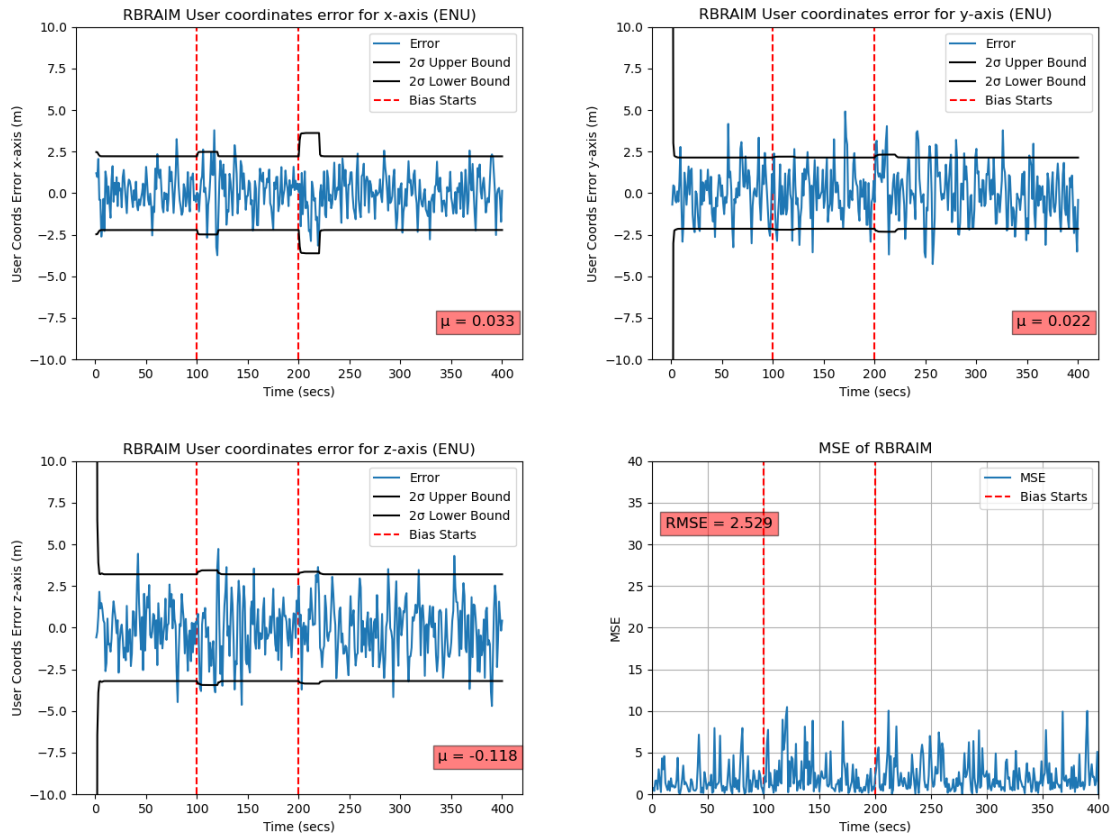 RBRAIM User coordinates error for x-axis (ENU)
User Coords Error x-axis (m)
10.0
7.5
5.0
2.5
0.0
−2.5
−5.0
−7.5
−10.0
Error
2σ Upper Bound
2σ Lower Bound
Bias Starts
μ = 0.033
0 50 100 150 200 250 300 350 400
Time (secs)
RBRAIM User coordinates error for y-axis (ENU)
User Coords Error y-axis (m)
10.0
7.5
5.0
2.5
0.0
−2.5
−5.0
−7.5
−10.0
Error
2σ Upper Bound
2σ Lower Bound
Bias Starts
μ = 0.022
0 50 100 150 200 250 300 350 400
Time (secs)
RBRAIM User coordinates error for z-axis (ENU)
User Coords Error z-axis (m)
10.0
7.5
5.0
2.5
0.0
−2.5
−5.0
−7.5
−10.0
Error
2σ Upper Bound
2σ Lower Bound
Bias Starts
μ = -0.118
0 50 100 150 200 250 300 350 400
Time (secs)
MSE of RBRAIM
MSE
40
35
30
25
20
15
10
5
0
MSE
Bias Starts
RMSE = 2.529
0 50 100 150 200 250 300 350 400
Time (secs)